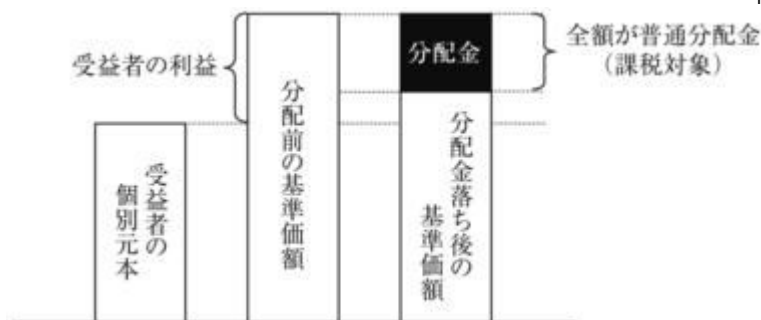 受益者の利益
受益者の
個別元本
分配前の基準価額
分配金
分配金落ち後の
基準価額
全額が普通分配金
（課税対象）